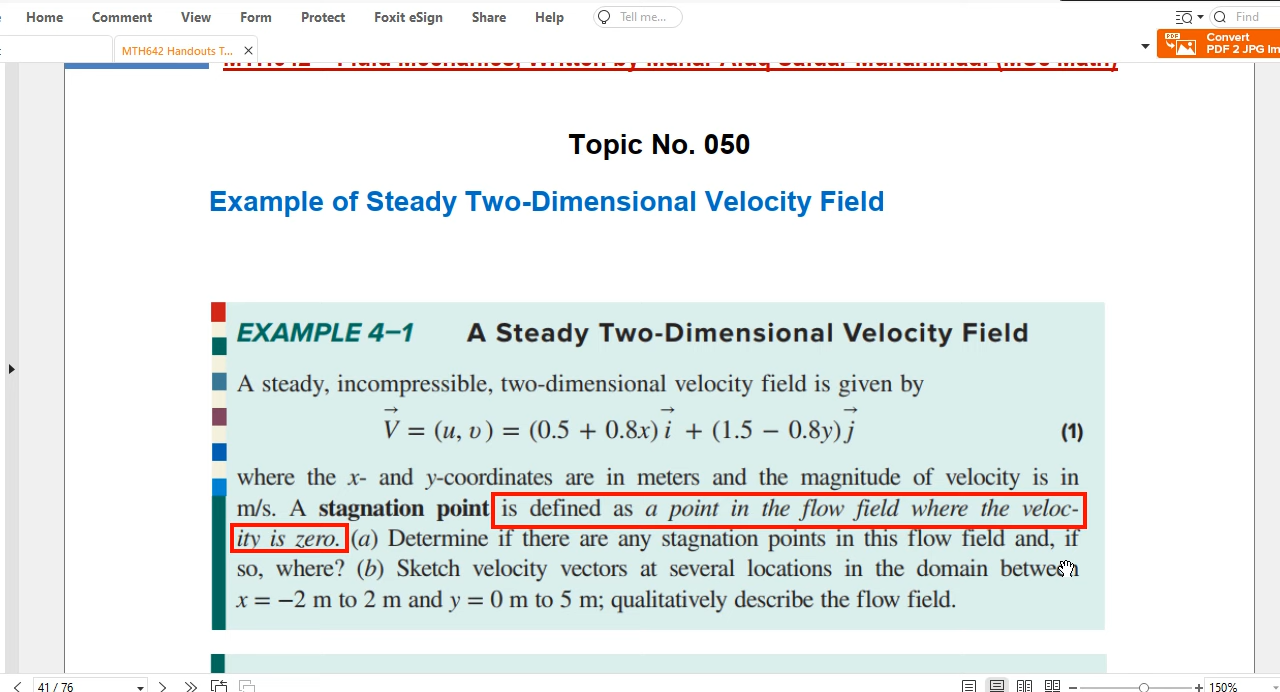 Home Comment View Form Protect Foxit eSign Share Help Tell me... Find
MTH642 Handouts T... × Convert
PDF 2 JPG Im
Topic No. 050
Example of Steady Two-Dimensional Velocity Field
EXAMPLE 4–1 A Steady Two-Dimensional Velocity Field
A steady, incompressible, two-dimensional velocity field is given by
V⃗ = (u, v) = (0.5 + 0.8x) i⃗ + (1.5 − 0.8y) j⃗ (1)
where the x- and y-coordinates are in meters and the magnitude of velocity is in
m/s. A stagnation point is defined as a point in the flow field where the veloc-
ity is zero. (a) Determine if there are any stagnation points in this flow field and, if
so, where? (b) Sketch velocity vectors at several locations in the domain between
x = −2 m to 2 m and y = 0 m to 5 m; qualitatively describe the flow field.
41 / 76 150%